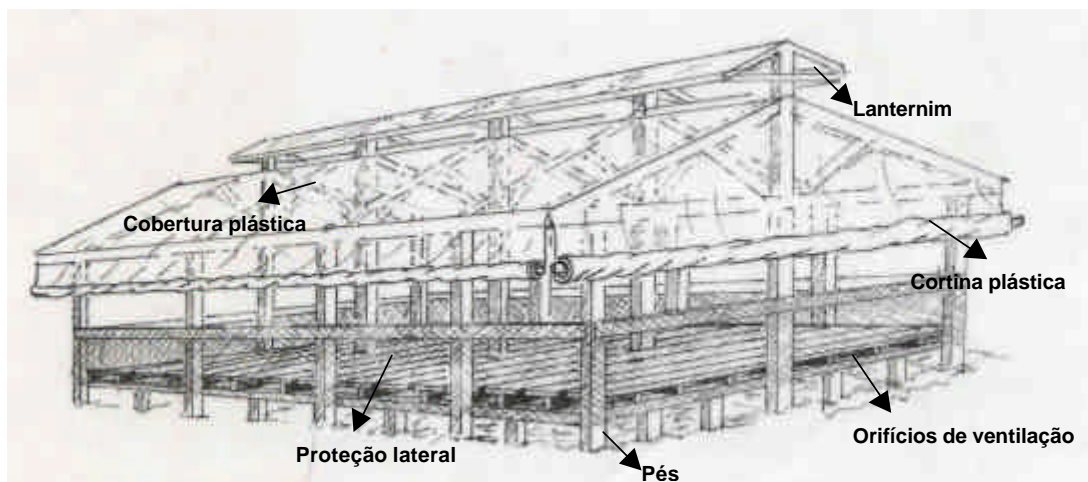 Lanternim
Cobertura plástica
Cortina plástica
Orifícios de ventilação
Proteção lateral
Pés